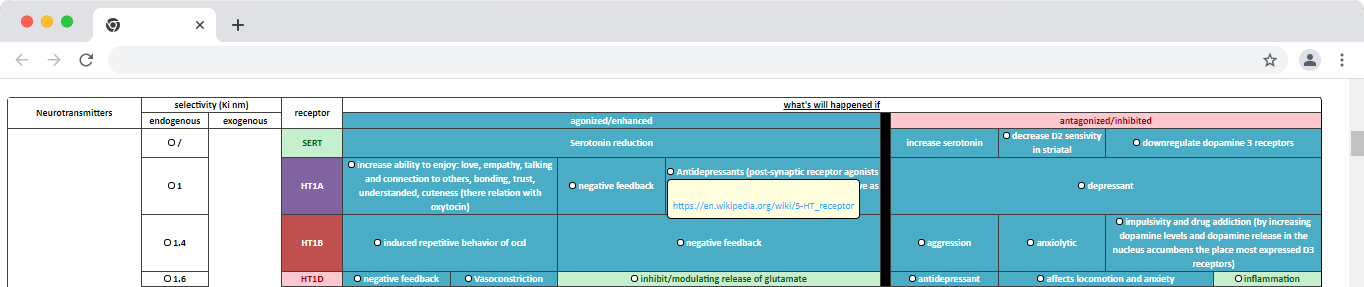 Neurotransmitters
selectivity (Ki nm)
endogenous
exogenous
receptor
what's will happened if
agonized/enhanced
antagonized/inhibited
/
SERT
Serotonin reduction
increase serotonin
decrease D2 sensivity
in striatal
downregulate dopamine 3 receptors
1
HT1A
increase ability to enjoy: love, empathy, talking
and connection to others, bonding, trust,
understanded, cuteness (there relation with
oxytocin)
negative feedback
Antidepressants (post-synaptic receptor agonists
ve as
https://en.wikipedia.org/wiki/5-HT_receptor
depressant
1.4
HT1B
induced repetitive behavior of ocd
negative feedback
aggression
anxiolytic
impulsivity and drug addiction (by increasing
dopamine levels and dopamine release in the
nucleus accumbens the place most expressed D3
receptors)
1.6
HT1D
negative feedback
Vasoconstriction
inhibit/modulating release of glutamate
antidepressant
affects locomotion and anxiety
inflammation